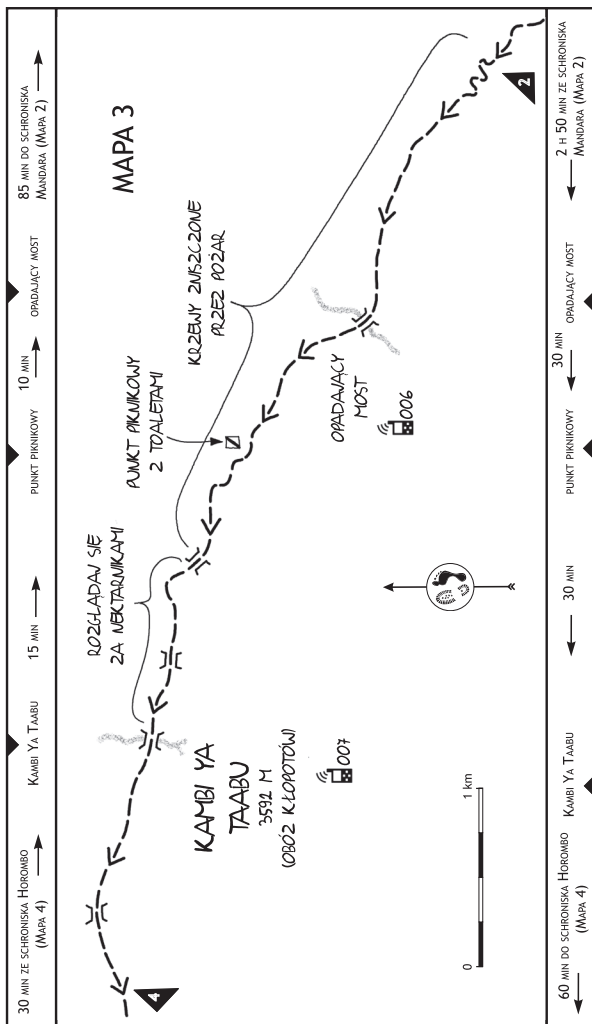 30 MIN ZE SCHRONISKA HOROMBO
(MAPA 4)
KAMBI YA TAABU
15 MIN
PUNKT PIKNIKOWY
10 MIN
OPADAJĄCY MOST
85 MIN DO SCHRONISKA
MANDARA (MAPA 2)
MAPA 3
ROZGLĄDAJ SIĘ
ZA NEKTARNIKAMI
PUNKT PIKNIKOWY
Z TOALETAMI
KRZEWY ZNISZCZONE
PRZEZ POŻAR
4
KAMBI YA
TAABU
3592 M
(OBÓZ KŁOPOTÓW)
007
OPADAJĄCY
MOST
006
2
0
1 km
60 MIN DO SCHRONISKA HOROMBO
(MAPA 4)
KAMBI YA TAABU
30 MIN
PUNKT PIKNIKOWY
30 MIN
OPADAJĄCY MOST
2 H 50 MIN ZE SCHRONISKA
MANDARA (MAPA 2)